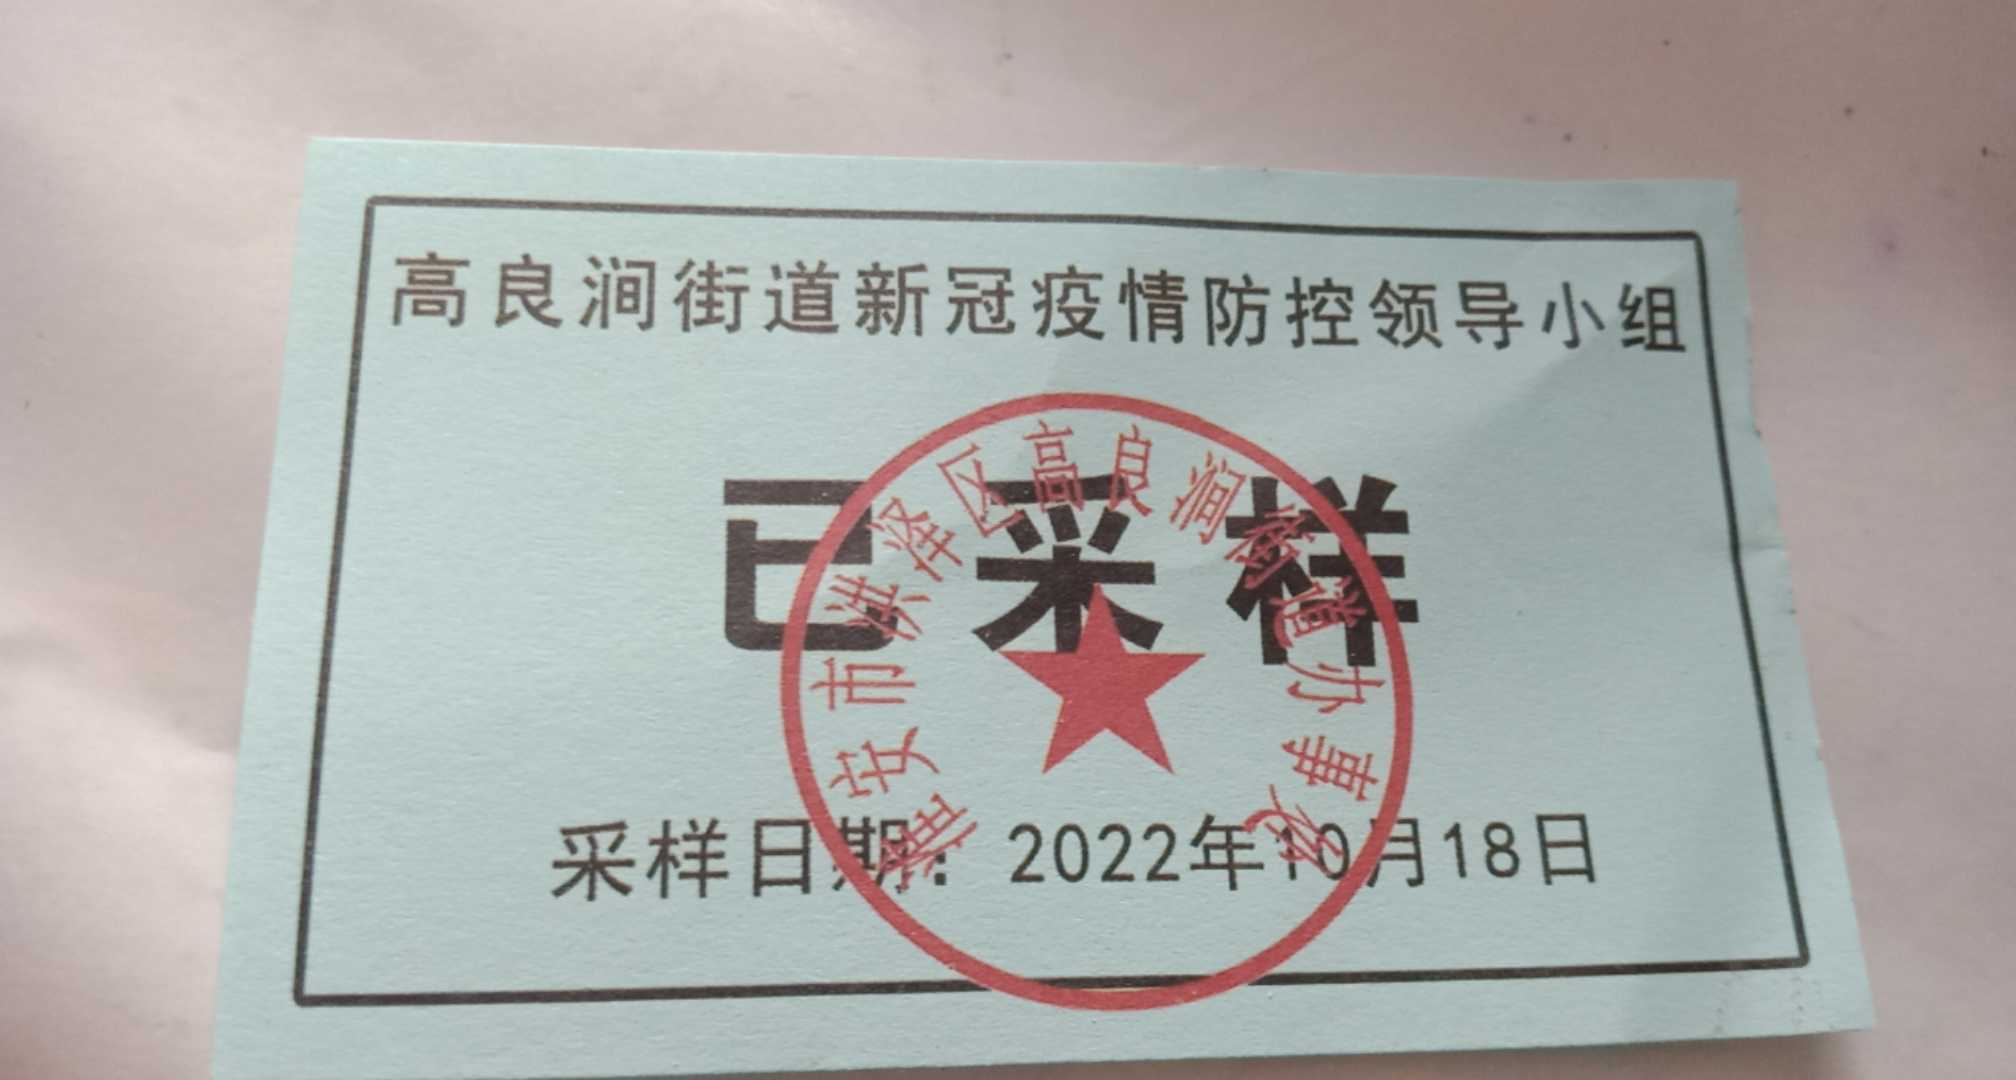 高良涧街道新冠疫情防控领导小组
已采样
淮安市洪泽区高良涧街道办事处
采样日期：2022年10月18日